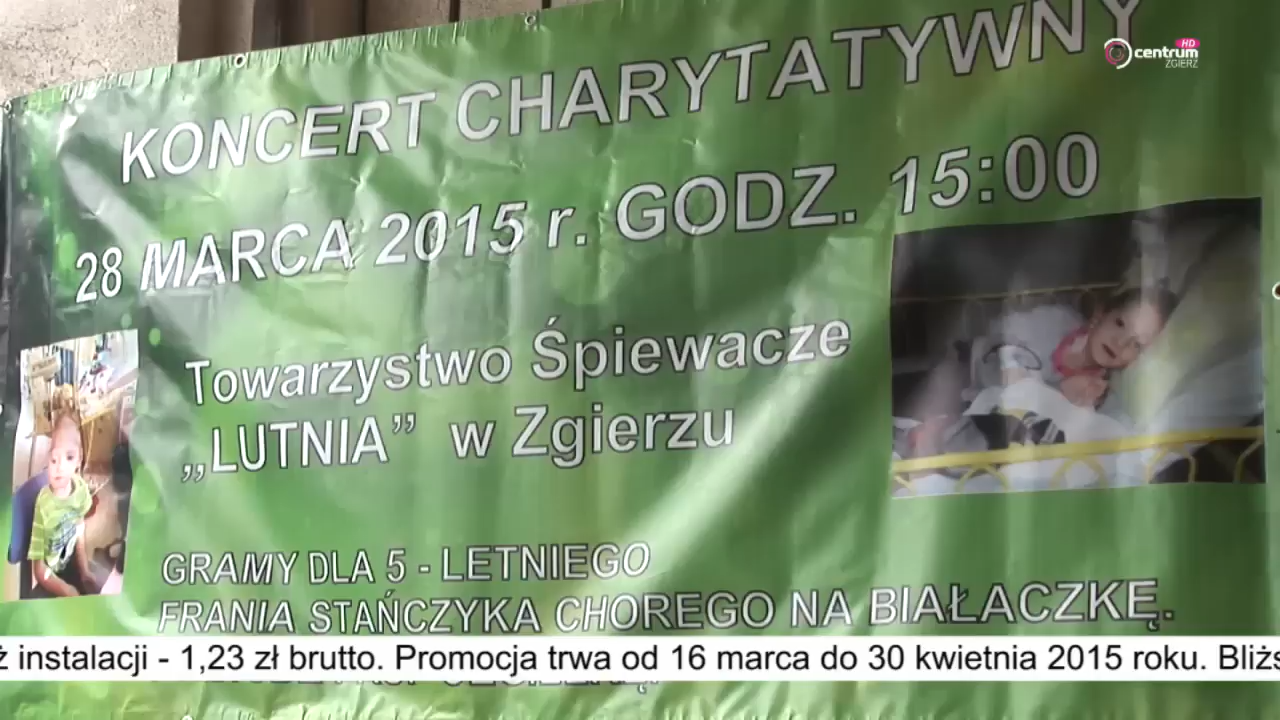 KONCERT CHARYTATYWNY
HD
centrum
ZGIERZ
28 MARCA 2015 r. GODZ. 15:00
Towarzystwo Śpiewacze
„LUTNIA” w Zgierzu
GRAMY DLA 5 - LETNIEGO
FRANIA STAŃCZYKA CHOREGO NA BIAŁACZKĘ.
ż instalacji - 1,23 zł brutto. Promocja trwa od 16 marca do 30 kwietnia 2015 roku. Bliżs